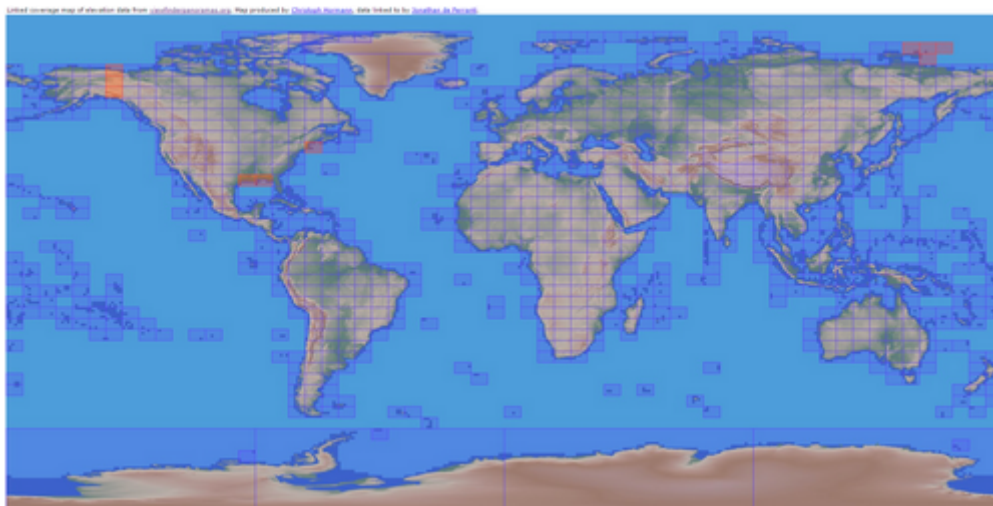 Linked coverage map of elevation data from viewfinderpanoramas.org. Map produced by Christoph Hormann, data linked to by Jonathan de Ferranti.